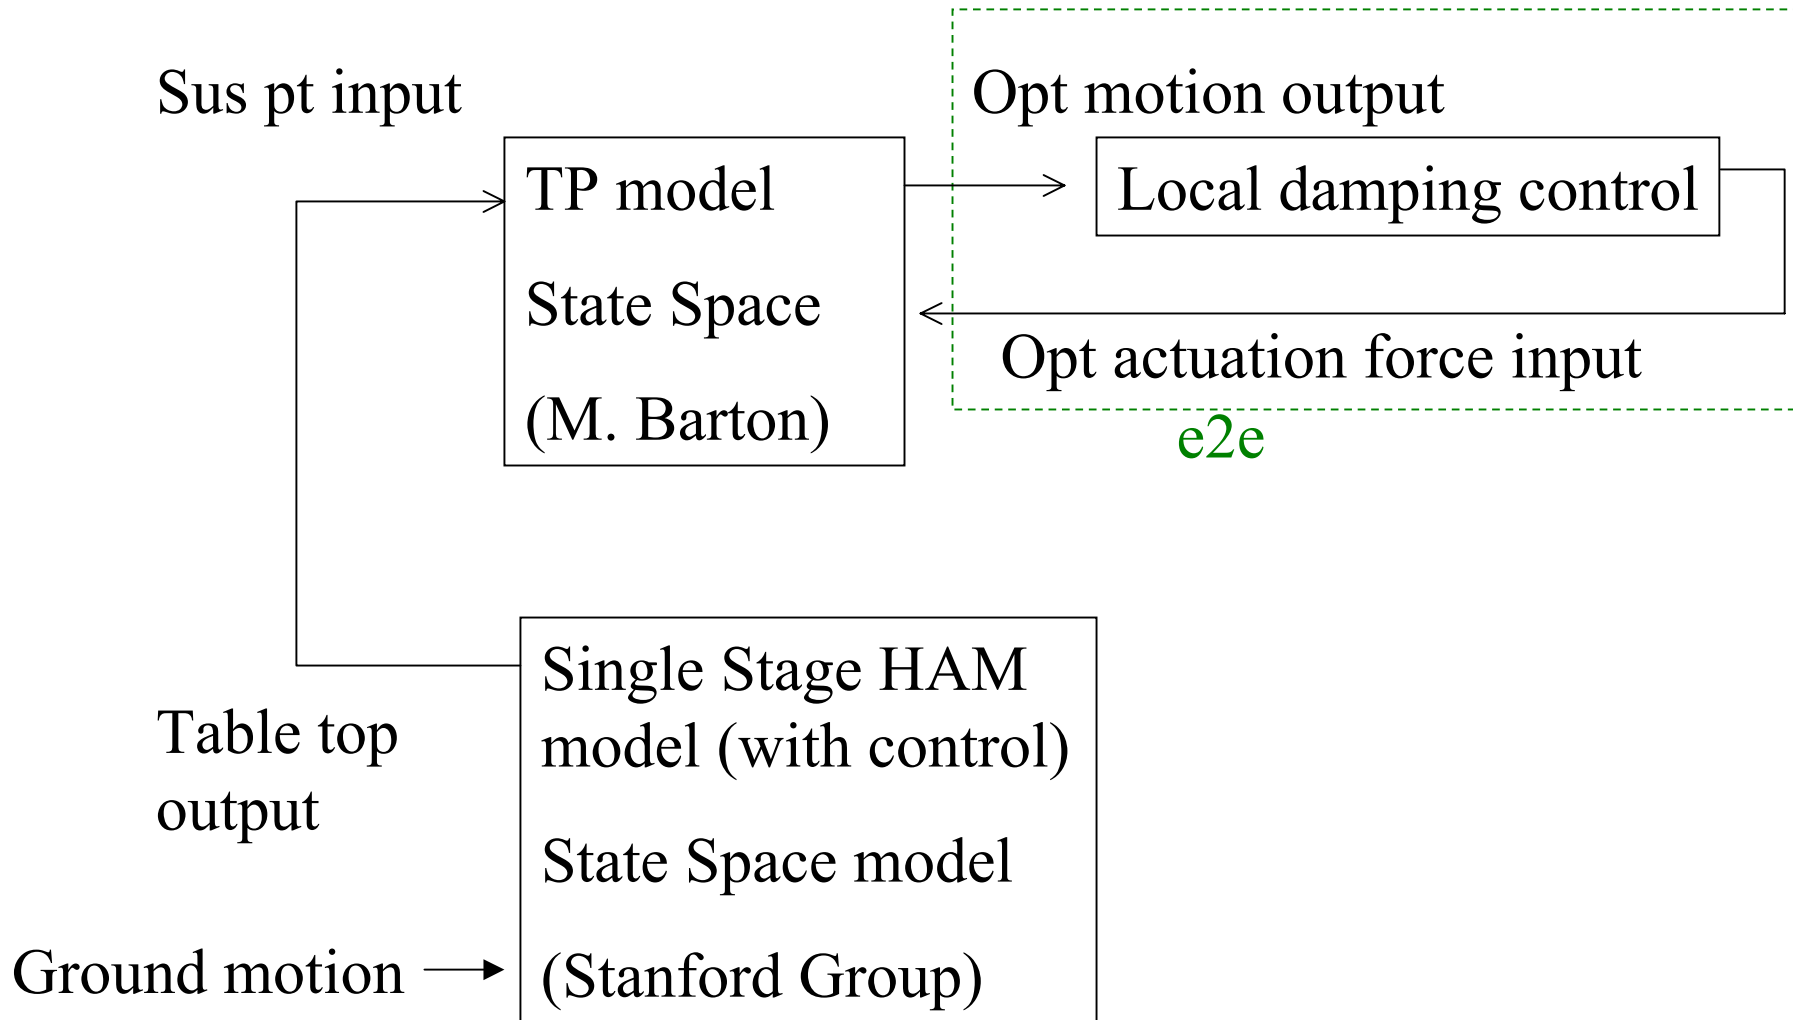 Sus pt input
Opt motion output
TP model
Local damping control
State Space
Opt actuation force input
(M. Barton)
e2e
Single Stage HAM
model (with control)
Table top
output
State Space model
Ground motion
(Stanford Group)